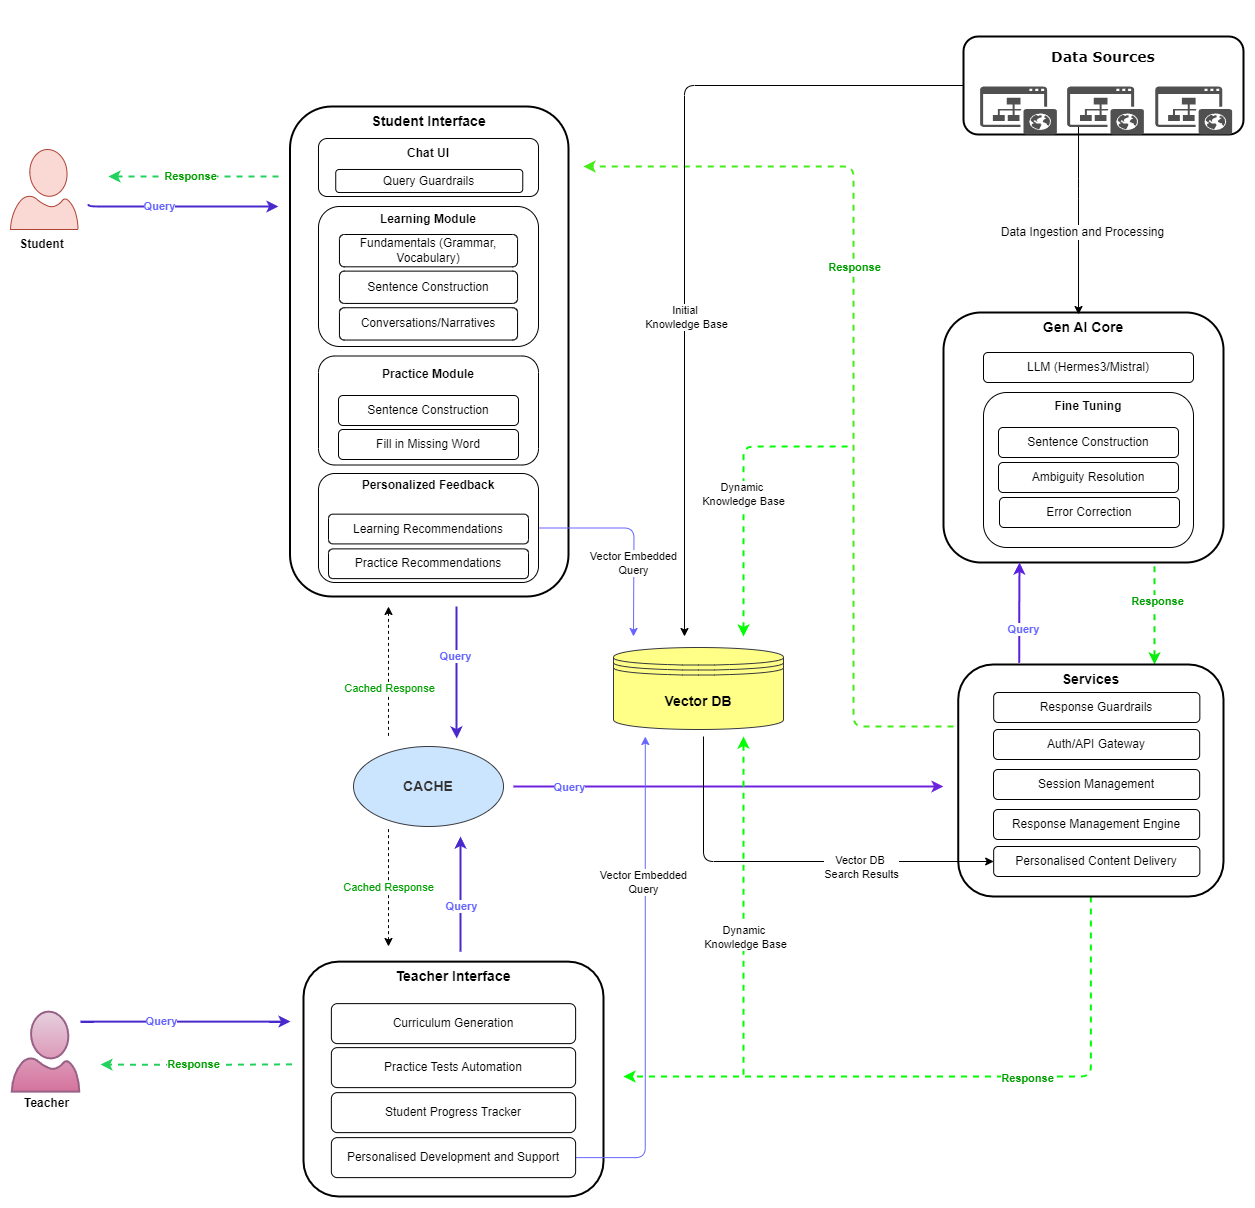 Data Sources
Student Interface
Chat UI
Query Guardrails
Response
Query
Student
Learning Module
Fundamentals (Grammar,
Vocabulary)
Sentence Construction
Conversations/Narratives
Data Ingestion and Processing
Response
Initial
Knowledge Base
Gen AI Core
LLM (Hermes3/Mistral)
Fine Tuning
Sentence Construction
Ambiguity Resolution
Error Correction
Practice Module
Sentence Construction
Fill in Missing Word
Personalized Feedback
Learning Recommendations
Practice Recommendations
Dynamic
Knowledge Base
Vector Embedded
Query
Response
Query
Query
Cached Response
Vector DB
Services
Response Guardrails
Auth/API Gateway
Session Management
Response Management Engine
Personalised Content Delivery
CACHE
Query
Vector DB
Search Results
Vector Embedded
Query
Cached Response
Query
Dynamic
Knowledge Base
Teacher Interface
Curriculum Generation
Practice Tests Automation
Student Progress Tracker
Personalised Development and Support
Query
Response
Teacher
Response